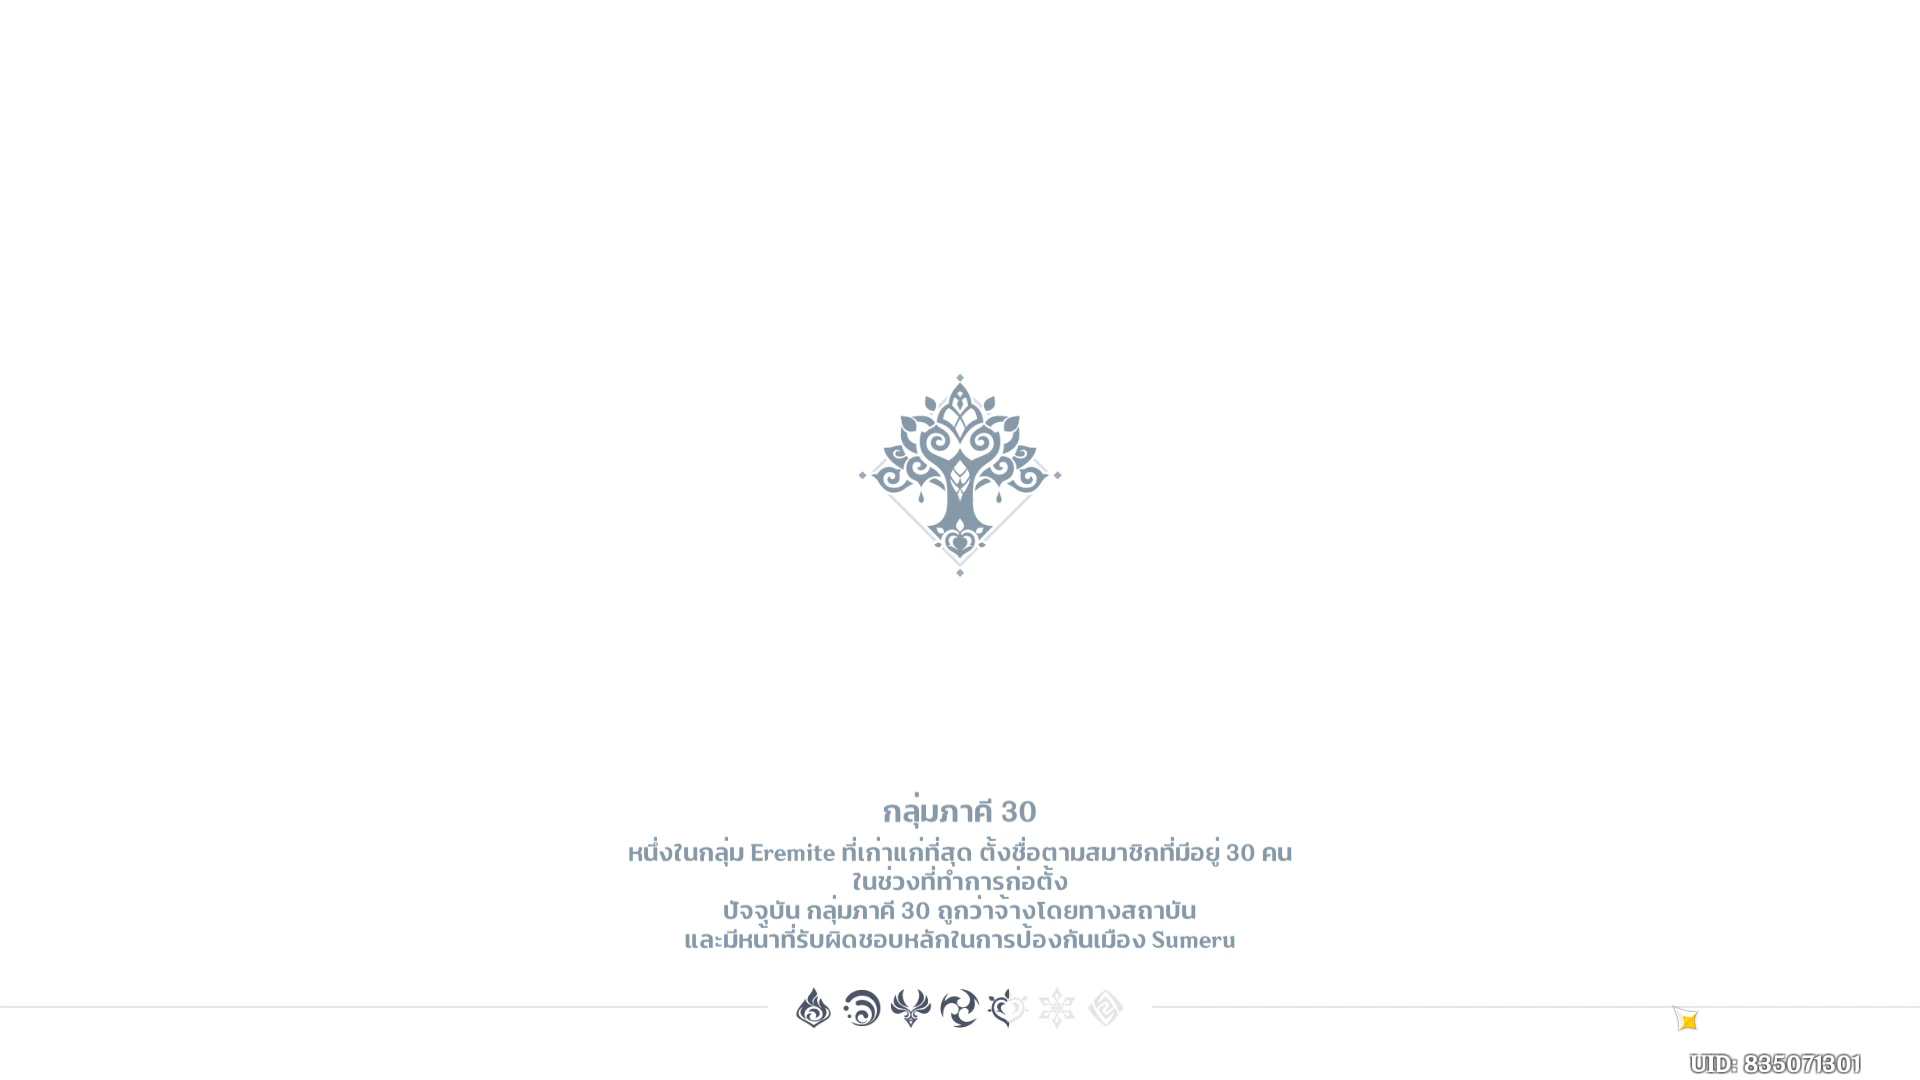 กลุ่มภาคี 30
หนึ่งในกลุ่ม Eremite ที่เก่าแก่ที่สุด ตั้งชื่อตามสมาชิกที่มีอยู่ 30 คน
ในช่วงที่ทำการก่อตั้ง
ปัจจุบัน กลุ่มภาคี 30 ถูกว่าจ้างโดยทางสถาบัน
และมีหน้าที่รับผิดชอบหลักในการป้องกันเมือง Sumeru
UID: 835071301